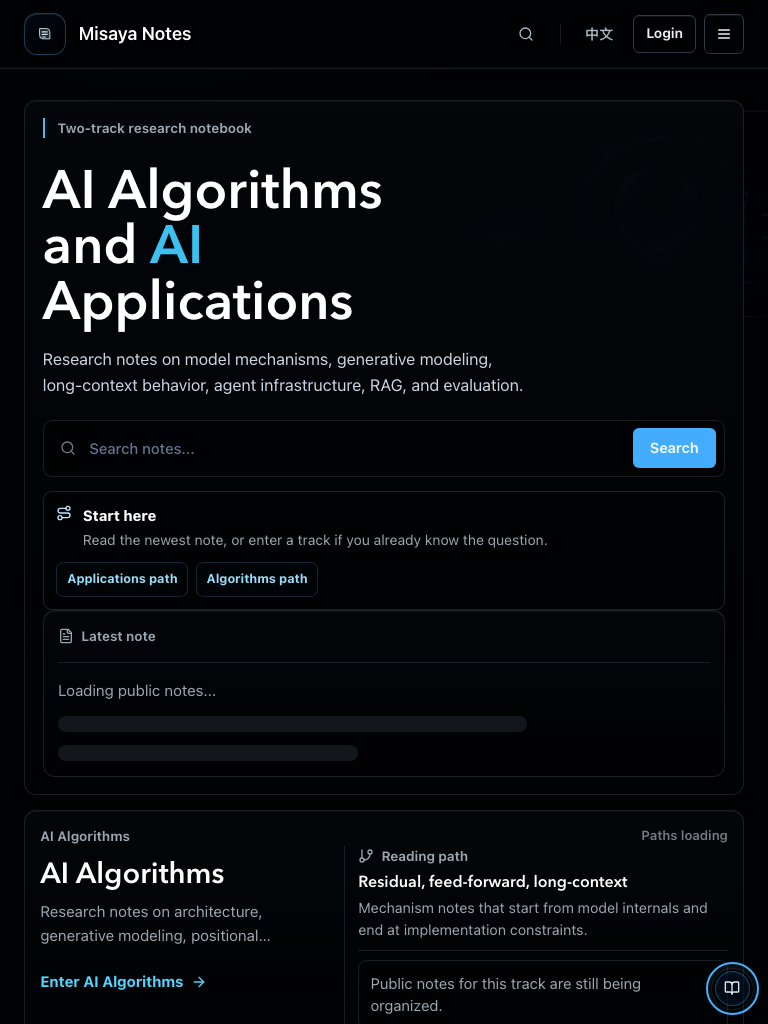 Misaya Notes
中文
Login
Two-track research notebook
AI Algorithms
and AI
Applications
Research notes on model mechanisms, generative modeling,
long-context behavior, agent infrastructure, RAG, and evaluation.
Search notes...
Search
Start here
Read the newest note, or enter a track if you already know the question.
Applications path
Algorithms path
Latest note
Loading public notes...
AI Algorithms
Paths loading
AI Algorithms
Research notes on architecture,
generative modeling, positional...
Enter AI Algorithms
Reading path
Residual, feed-forward, long-context
Mechanism notes that start from model internals and
end at implementation constraints.
Public notes for this track are still being
organized.